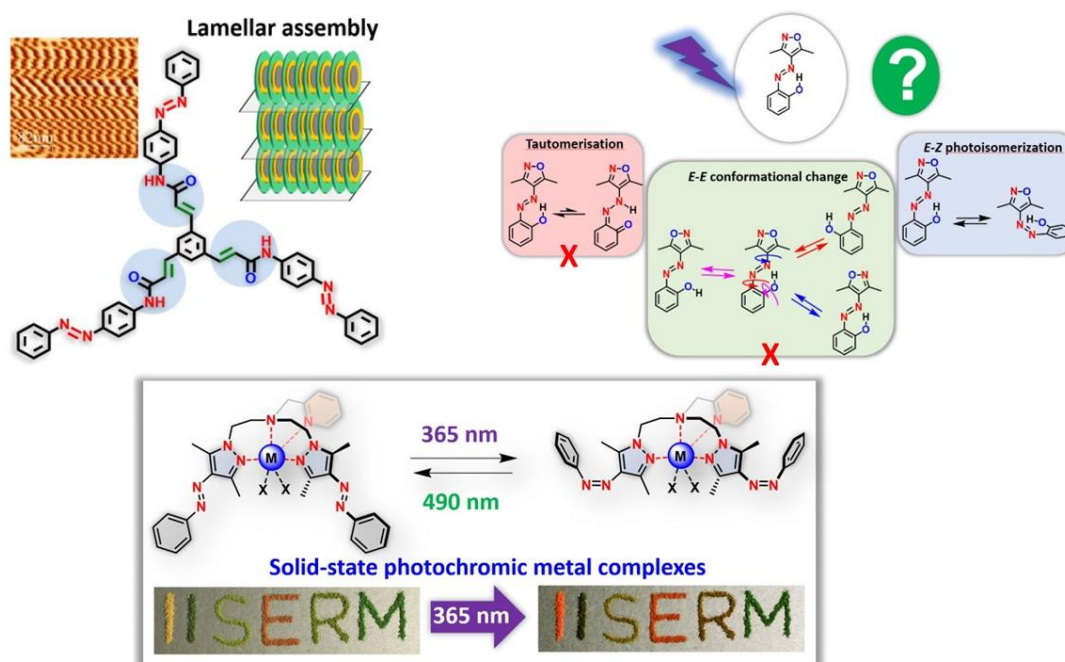 Lamellar assembly
82nm
?
Tautomerisation
X
E-E conformational change
X
E-Z photoisomerization
365 nm
490 nm
M
X X
M
X X
Solid-state photochromic metal complexes
IISERM
365 nm
IISERM